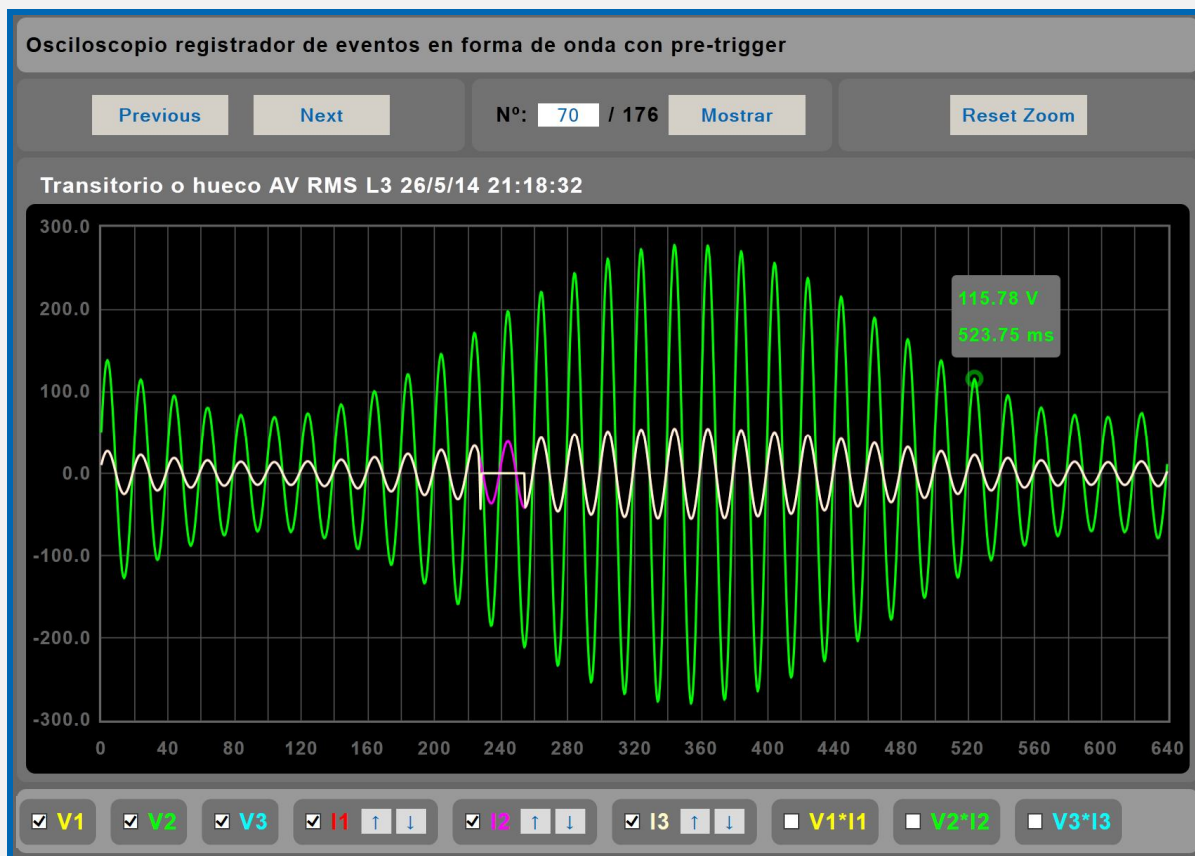 Osciloscopio registrador de eventos en forma de onda con pre-trigger
Previous Next Nº: 70 / 176 Mostrar Reset Zoom
Transitorio o hueco AV RMS L3 26/5/14 21:18:32
300.0
200.0
100.0
0.0
-100.0
-200.0
-300.0
115.78 V
523.75 ms
0 40 80 120 160 200 240 280 320 360 400 440 480 520 560 600 640
V1 V2 V3 I1 ↑ ↓ I2 ↑ ↓ I3 ↑ ↓ V1*I1 V2*I2 V3*I3